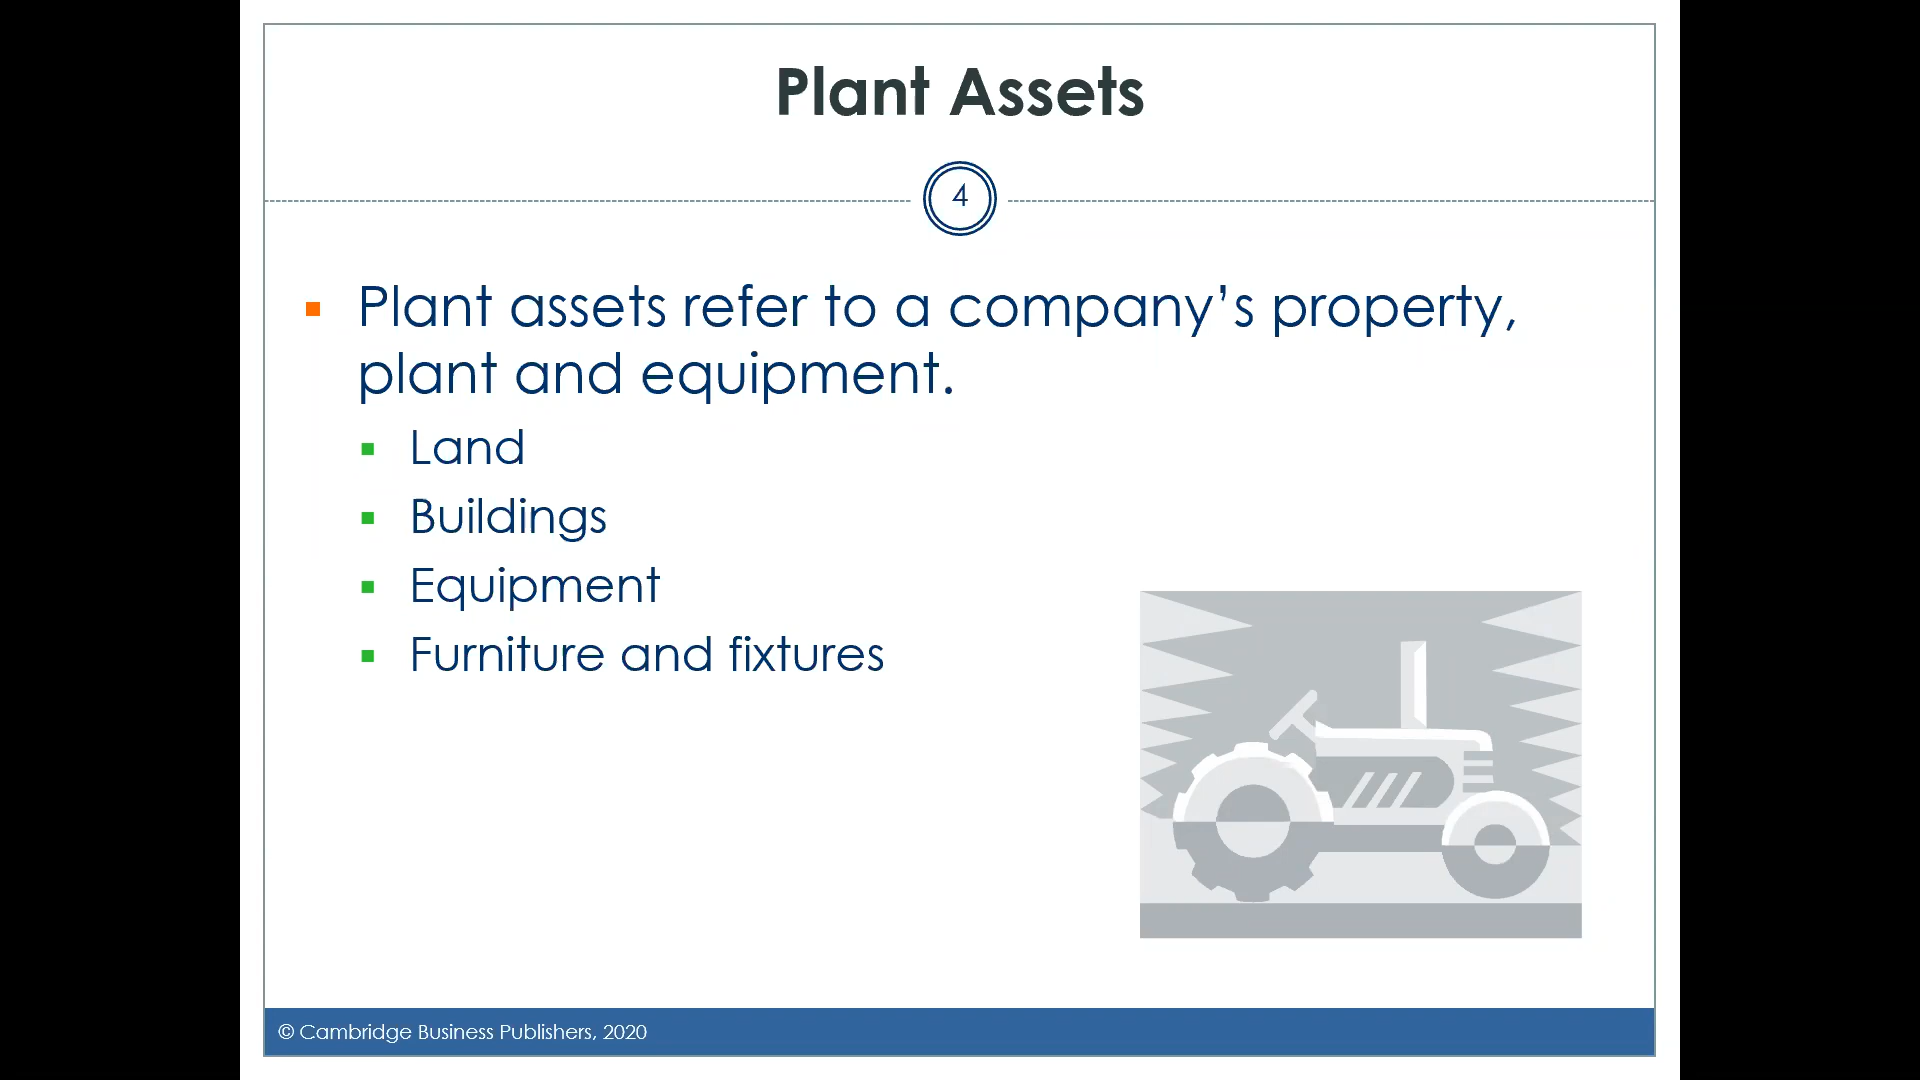 Plant Assets
4
Plant assets refer to a company’s property,
plant and equipment.
Land
Buildings
Equipment
Furniture and fixtures
© Cambridge Business Publishers, 2020